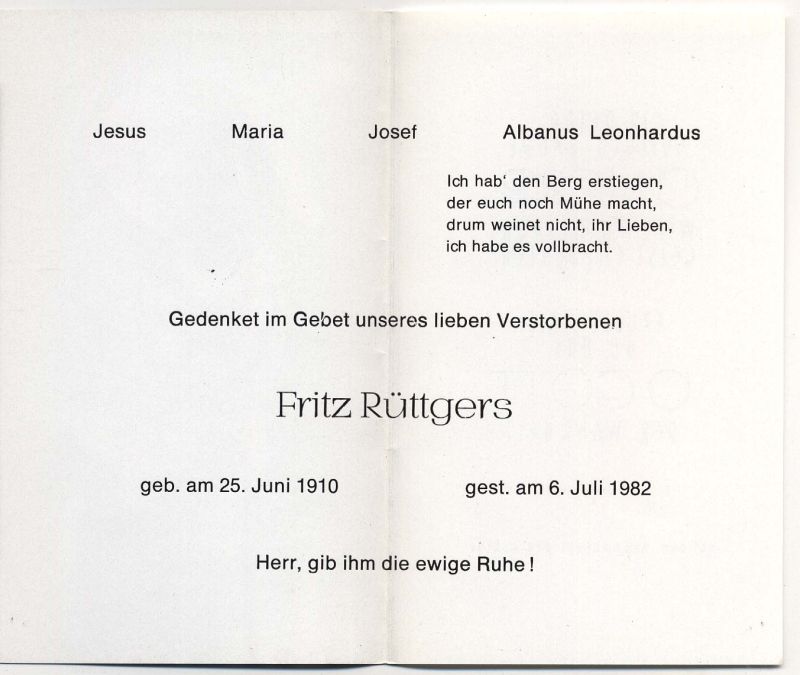 Jesus Maria Josef Albanus Leonhardus
Ich hab' den Berg erstiegen,
der euch noch Mühe macht,
drum weinet nicht, ihr Lieben,
ich habe es vollbracht.
Gedenket im Gebet unseres lieben Verstorbenen
Fritz Rüttgers
geb. am 25. Juni 1910 gest. am 6. Juli 1982
Herr, gib ihm die ewige Ruhe!